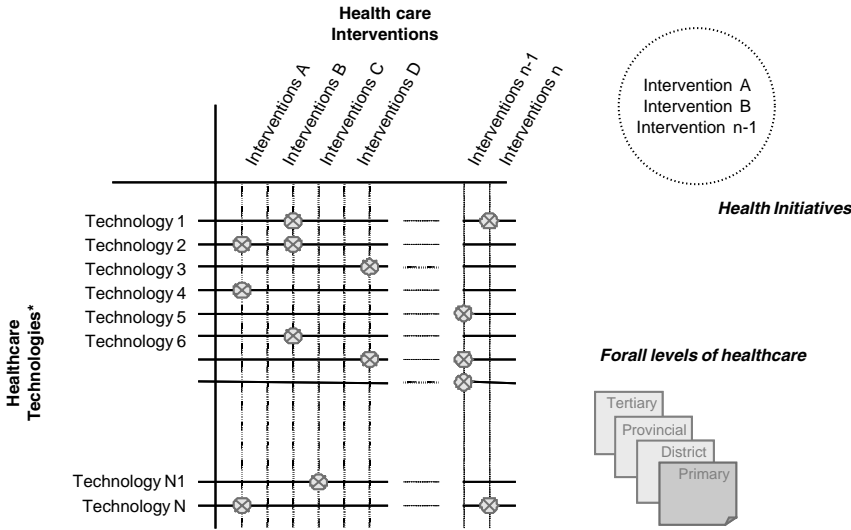 Health care
Interventions
Interventions A
Interventions B
Interventions C
Interventions D
Interventions n-1
Interventions n
Intervention A
Intervention B
Intervention n-1
Health Initiatives
Healthcare
Technologies*
Technology 1
Technology 2
Technology 3
Technology 4
Technology 5
Technology 6
Technology N1
Technology N
Forall levels of healthcare
Tertiary
Provincial
District
Primary